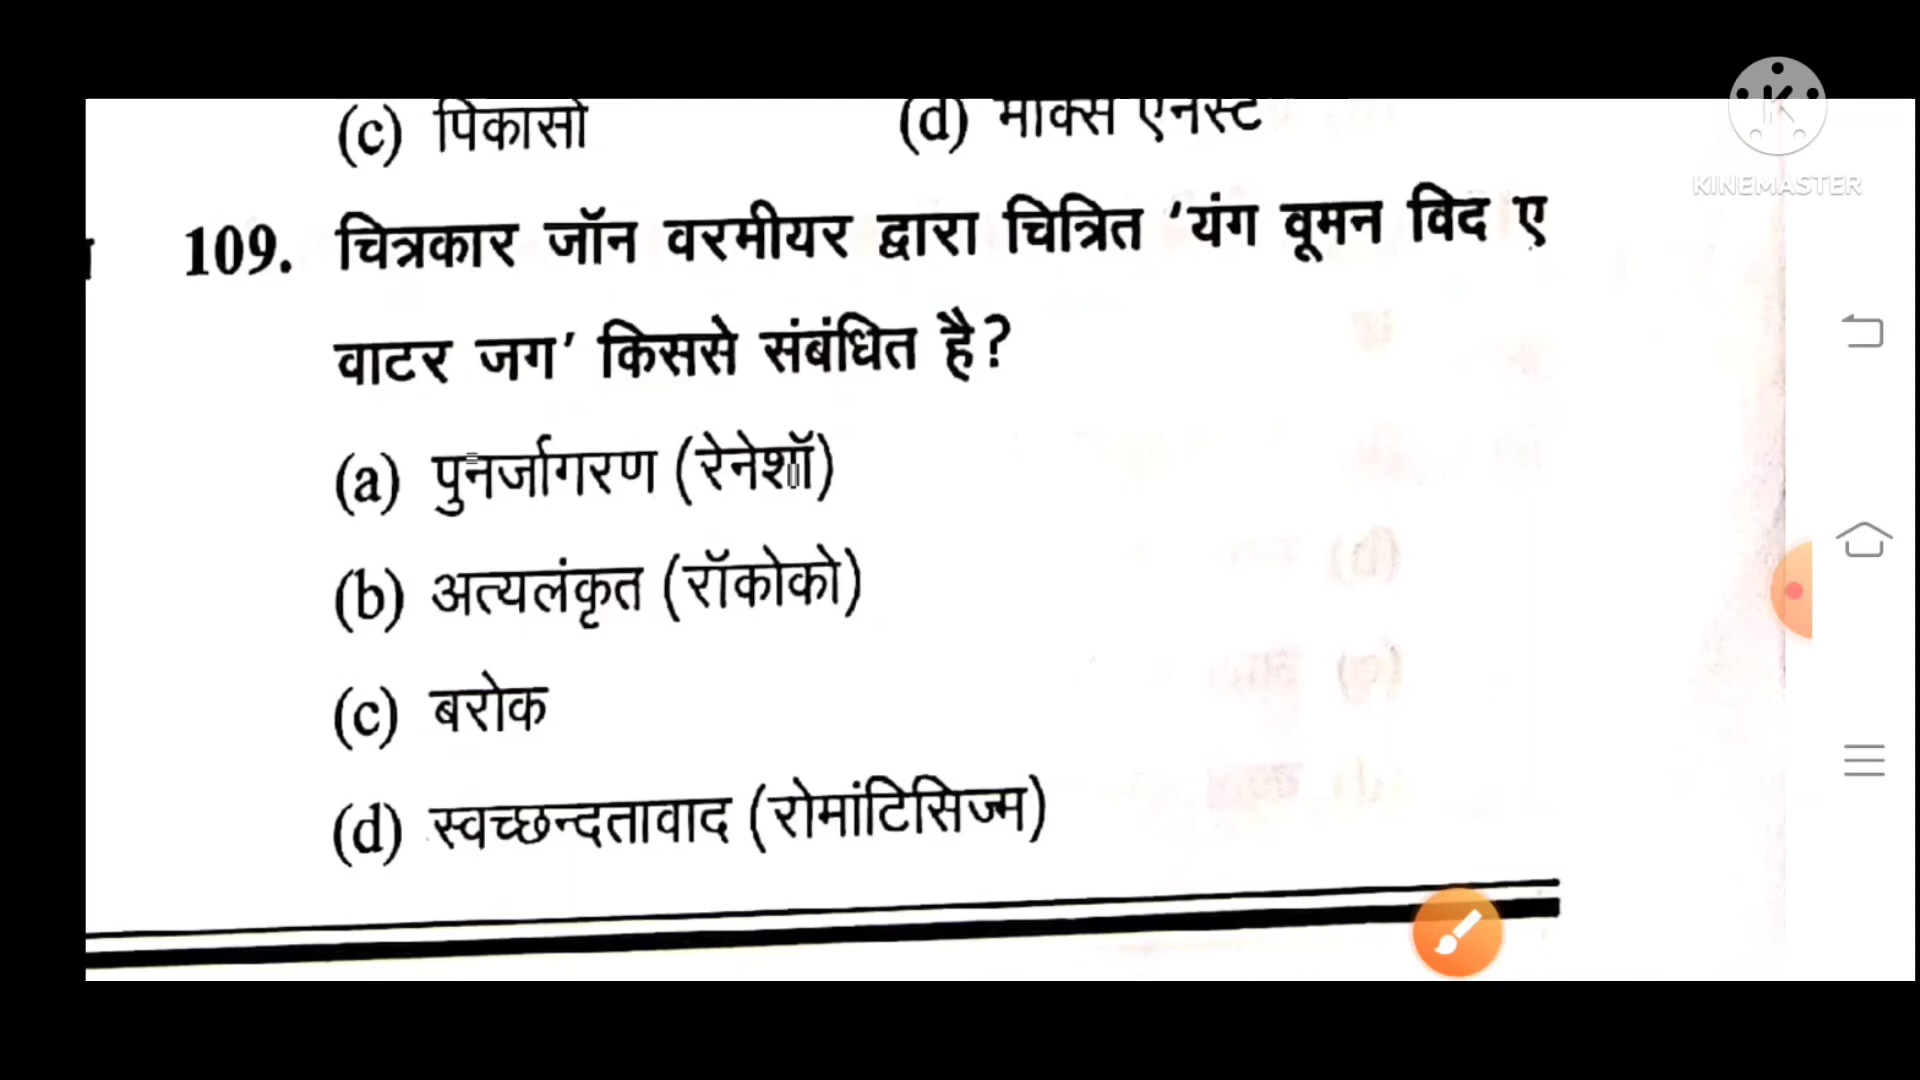 (c) पिकासो (d) मार्क्स एर्नस्ट
KINEMASTER
109. चित्रकार जॉन वरमीयर द्वारा चित्रित ‘यंग वूमन विद ए
वाटर जग’ किससे संबंधित है?
(a) पुनर्जागरण (रेनेशॉ)
(b) अत्यलंकृत (रॉकोको)
(c) बरोक
(d) स्वच्छन्दतावाद (रोमांटिसिज्म)